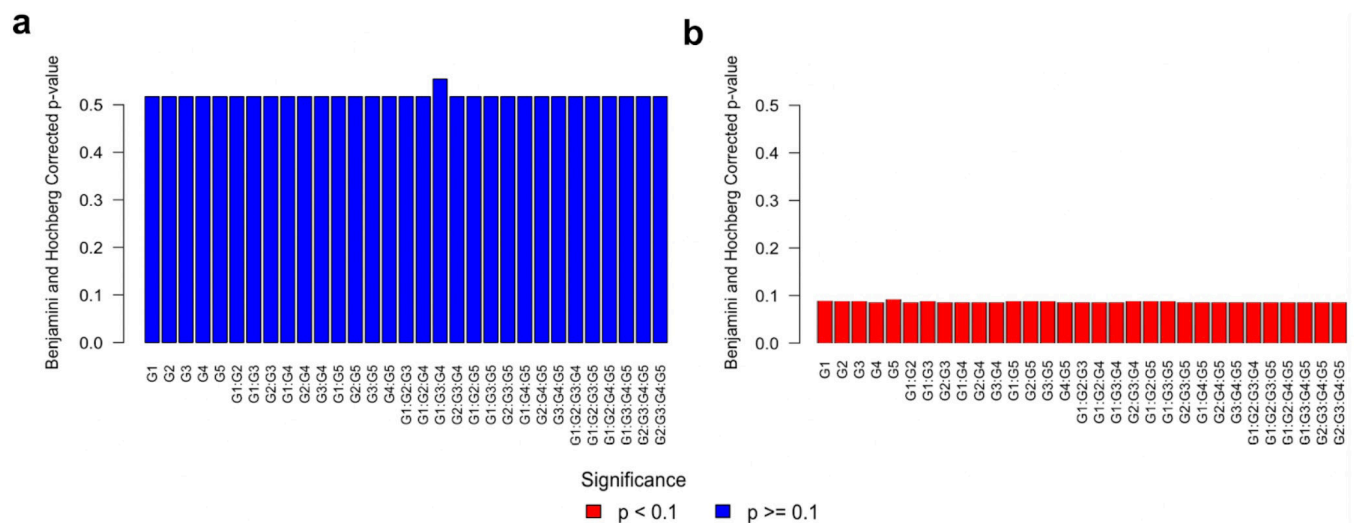 a
Benjamini and Hochberg Corrected p-value
0.5
0.4
0.3
0.2
0.1
0.0
G1
G2
G3
G4
G5
G1:G2
G1:G3
G2:G3
G1:G4
G2:G4
G3:G4
G1:G5
G2:G5
G3:G5
G4:G5
G1:G2:G3
G1:G2:G4
G1:G3:G4
G2:G3:G4
G1:G2:G5
G1:G3:G5
G2:G3:G5
G1:G4:G5
G2:G4:G5
G3:G4:G5
G1:G2:G3:G4
G1:G2:G3:G5
G1:G2:G4:G5
G1:G3:G4:G5
G2:G3:G4:G5
G2:G3:G4:G5
b
Benjamini and Hochberg Corrected p-value
0.5
0.4
0.3
0.2
0.1
0.0
G1
G2
G3
G4
G5
G1:G2
G1:G3
G2:G3
G1:G4
G2:G4
G3:G4
G1:G5
G2:G5
G3:G5
G4:G5
G1:G2:G3
G1:G2:G4
G1:G3:G4
G2:G3:G4
G1:G2:G5
G1:G3:G5
G2:G3:G5
G1:G4:G5
G2:G4:G5
G3:G4:G5
G1:G2:G3:G4
G1:G2:G3:G5
G1:G2:G4:G5
G1:G3:G4:G5
G2:G3:G4:G5
G2:G3:G4:G5
Significance
p < 0.1
p >= 0.1